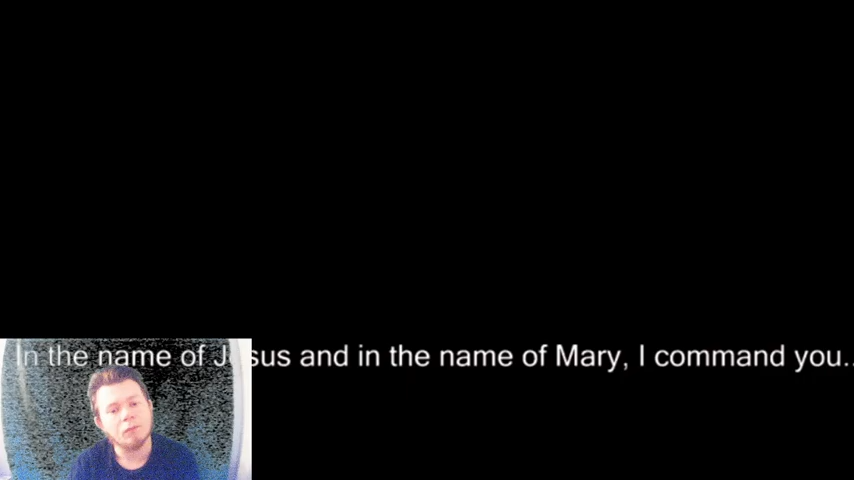 In the name of Jesus and in the name of Mary, I command you..